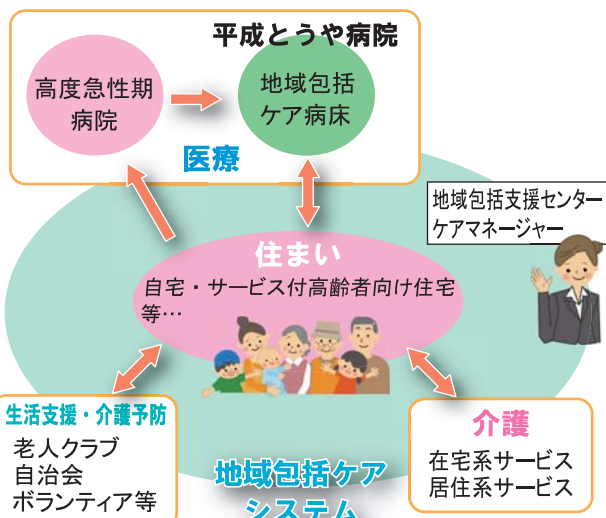 平成とうや病院
高度急性期
病院
地域包括
ケア病床
医療
地域包括支援センター
ケアマネージャー
住まい
自宅・サービス付高齢者向け住宅
等…
生活支援・介護予防
老人クラブ
自治会
ボランティア等
介護
在宅系サービス
居住系サービス
地域包括ケア
システム